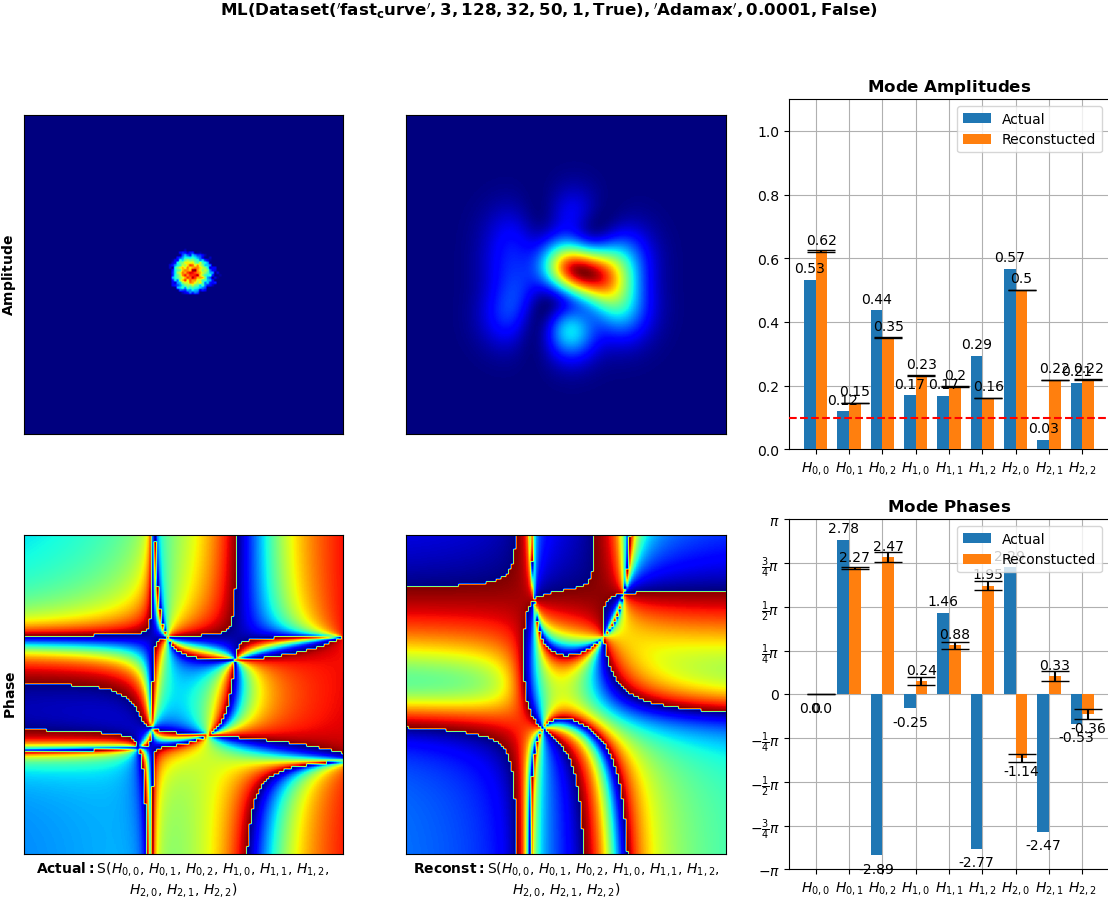 ML(Dataset('fast_curve', 3, 128, 32, 50, 1, True), 'Adamax', 0.0001, False)
Mode Amplitudes
Amplitude
Actual
Reconstucted
1.0
0.8
0.6
0.4
0.2
0.0
0.53
0.62
0.12
0.15
0.44
0.35
0.17
0.23
0.17
0.2
0.29
0.16
0.57
0.5
0.03
0.22
0.21
0.22
H0,0 H0,1 H0,2 H1,0 H1,1 H1,2 H2,0 H2,1 H2,2
Mode Phases
Phase
Actual
Reconstucted
π
3/4π
1/2π
1/4π
0
−1/4π
−1/2π
−3/4π
−π
0.0
0.0
2.78
2.27
-2.89
2.47
-0.25
0.24
1.46
0.88
-2.77
1.95
-1.14
-2.47
0.33
-0.53
-0.36
H0,0 H0,1 H0,2 H1,0 H1,1 H1,2 H2,0 H2,1 H2,2
Actual: S(H0,0, H0,1, H0,2, H1,0, H1,1, H1,2,
H2,0, H2,1, H2,2)
Reconst: S(H0,0, H0,1, H0,2, H1,0, H1,1, H1,2,
H2,0, H2,1, H2,2)